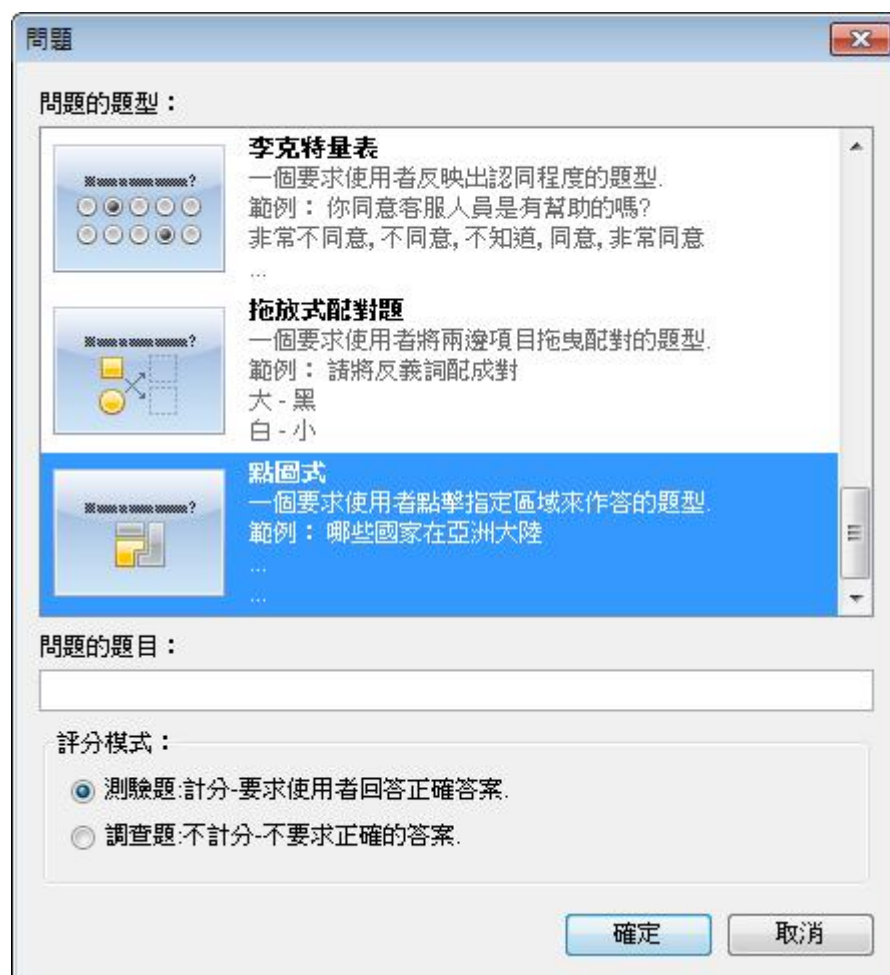 問題
問題的題型：
李克特量表
一個要求使用者反映出認同程度的題型.
範例： 你同意客服人員是有幫助的嗎?
非常不同意, 不同意, 不知道, 同意, 非常同意
...
拖放式配對題
一個要求使用者將兩邊項目拖曳配對的題型.
範例： 請將反義詞配成對
大 - 黑
白 - 小
點圖式
一個要求使用者點擊指定區域來作答的題型.
範例： 哪些國家在亞洲大陸
...
...
問題的題目：
評分模式：
測驗題:計分-要求使用者回答正確答案.
調查題:不計分-不要求正確的答案.
確定
取消